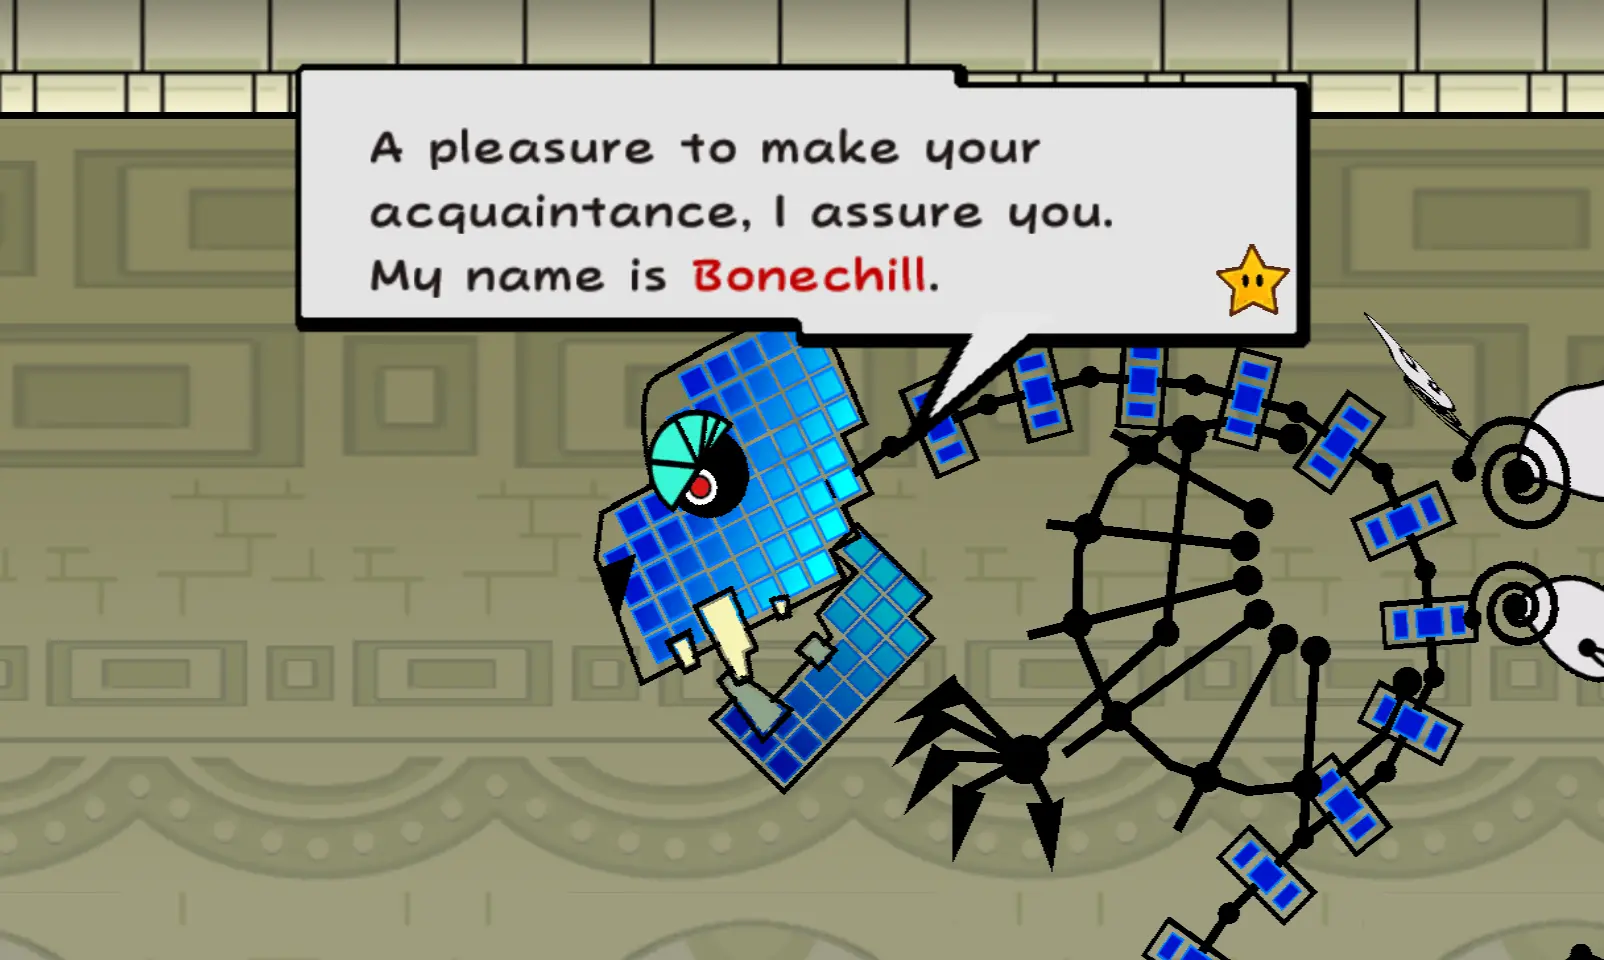 A pleasure to make your
acquaintance, I assure you.
My name is Bonechill.